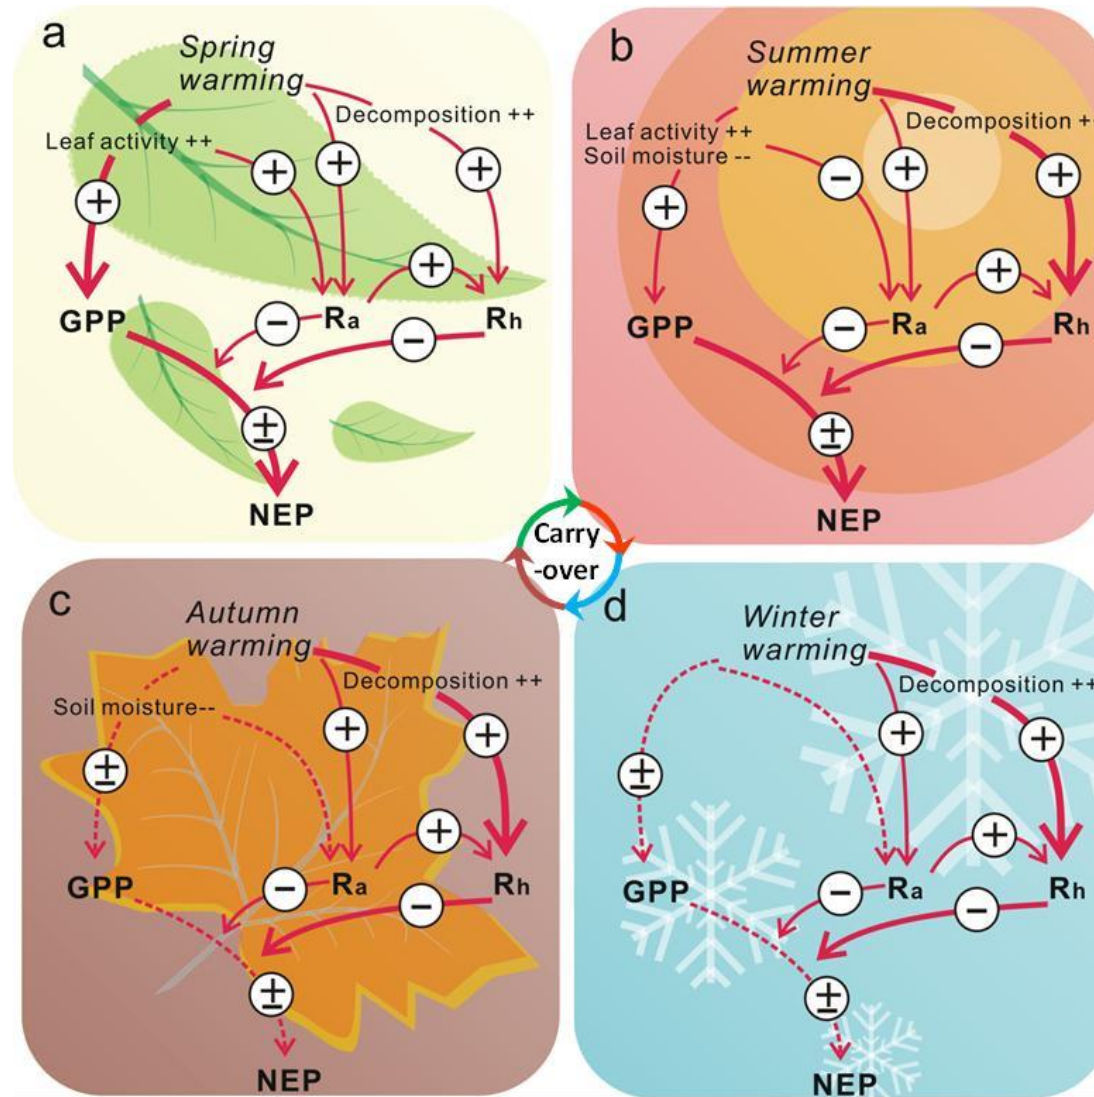 a
Spring
warming
Decomposition ++
Leaf activity ++
+
+
+
+
GPP
Ra
Rh
+
−
−
±
NEP
b
Summer
warming
Decomposition +
Leaf activity ++
Soil moisture --
+
−
+
+
GPP
Ra
Rh
+
−
−
±
NEP
Carry
-over
c
Autumn
warming
Decomposition ++
Soil moisture--
±
+
+
GPP
Ra
Rh
+
−
−
±
NEP
d
Winter
warming
Decomposition ++
±
+
+
GPP
Ra
Rh
+
−
−
±
NEP